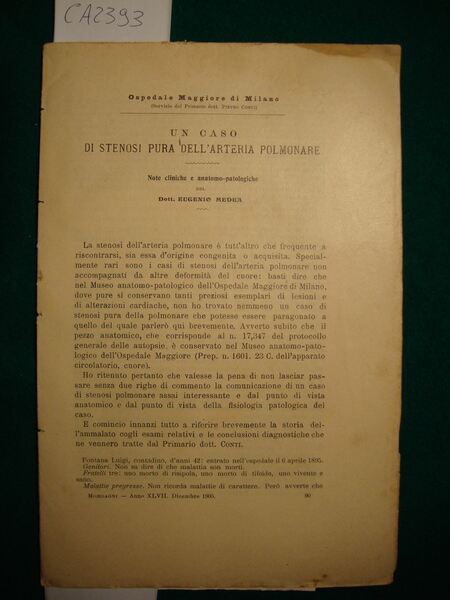 CA2393
Ospedale Maggiore di Milano
(Servizio del Primario dott. Pietro Conti)
UN CASO
DI STENOSI PURA DELL'ARTERIA POLMONARE
Note cliniche e anatomo-patologiche
DEL
Dott. EUGENIO MEDEA
La stenosi dell'arteria polmonare è tutt'altro che frequente a
riscontrarsi, sia essa d'origine congenita o acquisita. Special-
mente rari sono i casi di stenosi dell'arteria polmonare non
accompagnati da altre deformità del cuore: basti dire che
nel Museo anatomo-patologico dell'Ospedale Maggiore di Milano,
dove pure si conservano tanti preziosi esemplari di lesioni e
di alterazioni cardiache, non ho trovato nemmeno un caso di
stenosi pura della polmonare che potesse essere paragonato a
quello del quale parlerò qui brevemente. Avverto subito che il
pezzo anatomico, che corrisponde al n. 17,347 del protocollo
generale delle autopsie, è conservato nel Museo anatomo-pato-
logico dell'Ospedale Maggiore (Prep. n. 1601. 23 C. dell'apparato
circolatorio, cuore).
Ho ritenuto pertanto che valesse la pena di non lasciar pas-
sare senza due righe di commento la comunicazione di un caso
di stenosi polmonare assai interessante e dal punto di vista
anatomico e dal punto di vista della fisiologia patologica del
caso.
E comincio innanzi tutto a riferire brevemente la storia del-
l'ammalato cogli esami relativi e le conclusioni diagnostiche che
ne vennero tratte dal Primario dott. CONTI.
Fontana Luigi, contadino, d'anni 42: entrato nell'ospedale il 6 aprile 1895.
Genitori. Non sa dire di che malattia son morti.
Fratelli tre: uno morto di risipola, uno morto di tifoide, uno vivente e
sano.
Malattie pregresse. Non ricorda malattie di carattere. Però avverte che
MORGAGNI — Anno XLVII. Dicembre 1905. 90